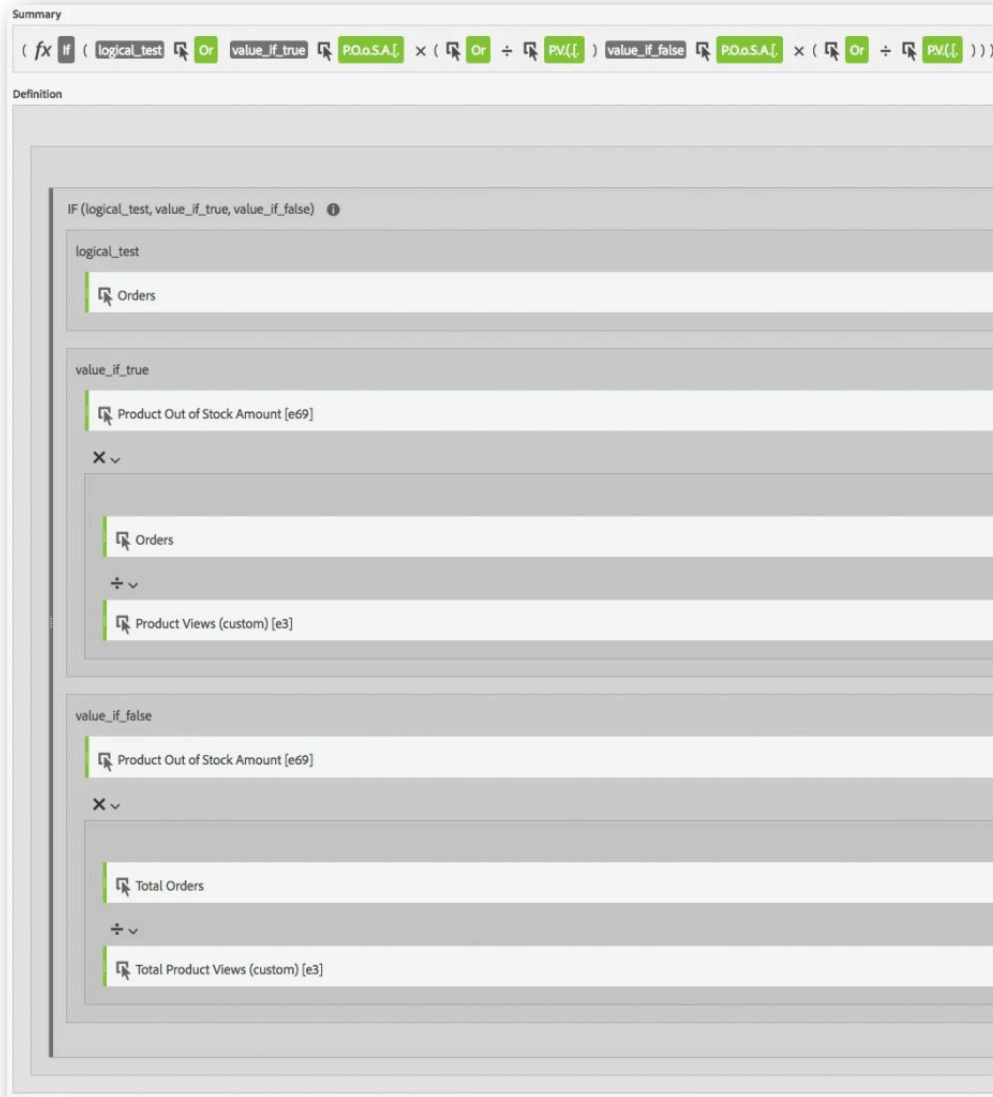 Summary
( fx If ( logical_test Or value_if_true P.O.o.S.A.[. × ( Or ÷ P.V.(.[. ) value_if_false P.O.o.S.A.[. × ( Or ÷ P.V.(.[. ) ) )
Definition
IF (logical_test, value_if_true, value_if_false)
logical_test
Orders
value_if_true
Product Out of Stock Amount [e69]
×
Orders
÷
Product Views (custom) [e3]
value_if_false
Product Out of Stock Amount [e69]
×
Total Orders
÷
Total Product Views (custom) [e3]